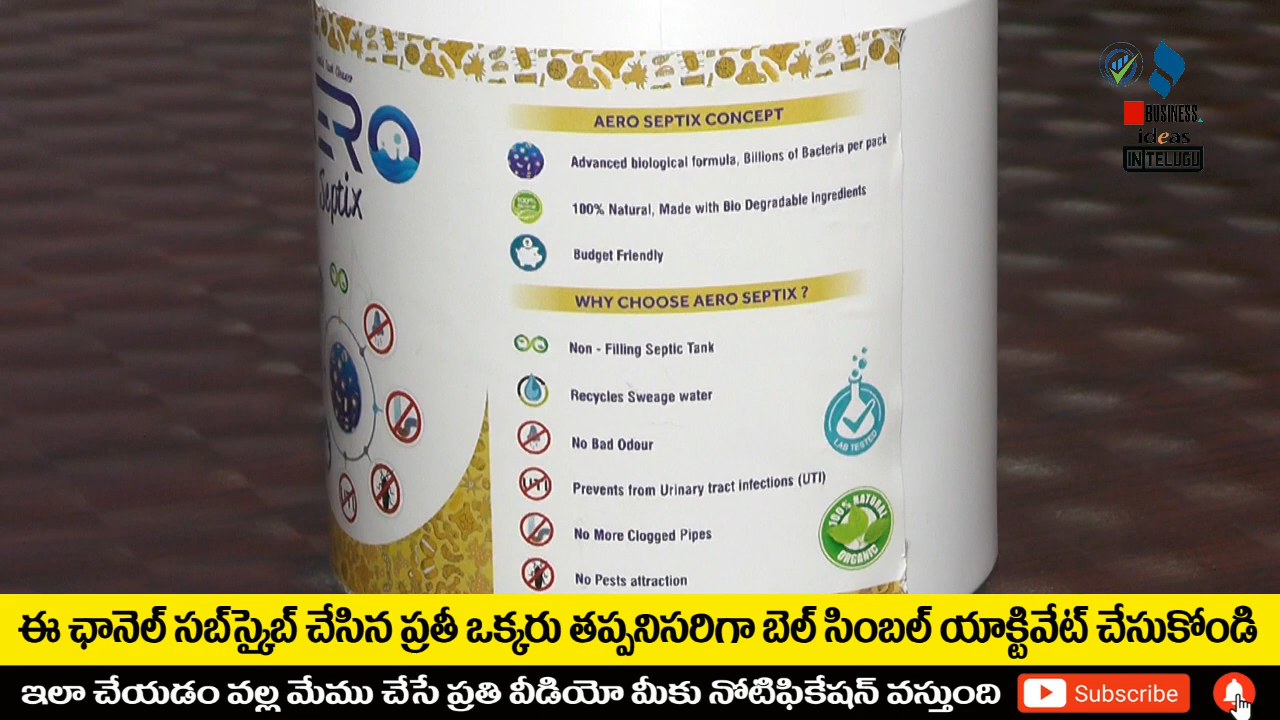 BUSINESS
ideas
IN TELUGU
ERO
Septix
AERO SEPTIX CONCEPT
Advanced biological formula, Billions of Bacteria per pack
100% Natural, Made with Bio Degradable Ingredients
Budget Friendly
WHY CHOOSE AERO SEPTIX ?
Non - Filling Septic Tank
Recycles Sweage water
No Bad Odour
UTI
Prevents from Urinary tract infections (UTI)
No More Clogged Pipes
No Pests attraction
LAB TESTED
100% NATURAL
ORGANIC
ఈ ఛానెల్ సబ్‌స్క్రైబ్ చేసిన ప్రతీ ఒక్కరు తప్పనిసరిగా బెల్ సింబల్ యాక్టివేట్ చేసుకోండి
ఇలా చేయడం వల్ల మేము చేసే ప్రతి వీడియో మీకు నోటిఫికేషన్ వస్తుంది
Subscribe